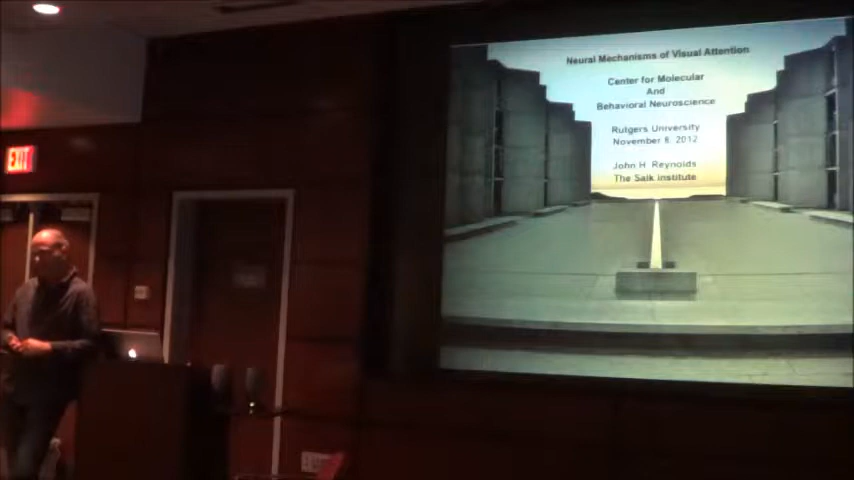 Neural Mechanisms of Visual Attention
Center for Molecular
And
Behavioral Neuroscience
Rutgers University
November 8, 2012
John H Reynolds
The Salk Institute
EXIT